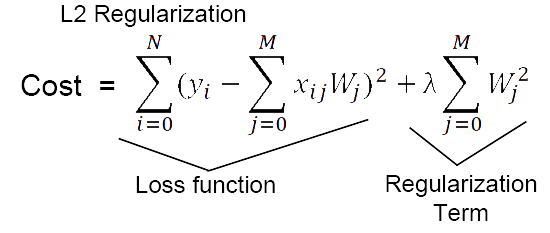 L2 Regularization
Cost = ∑_{i=0}^{N} (y_i − ∑_{j=0}^{M} x_{ij} W_j)^2 + λ ∑_{j=0}^{M} W_j^2
Loss function
Regularization
Term